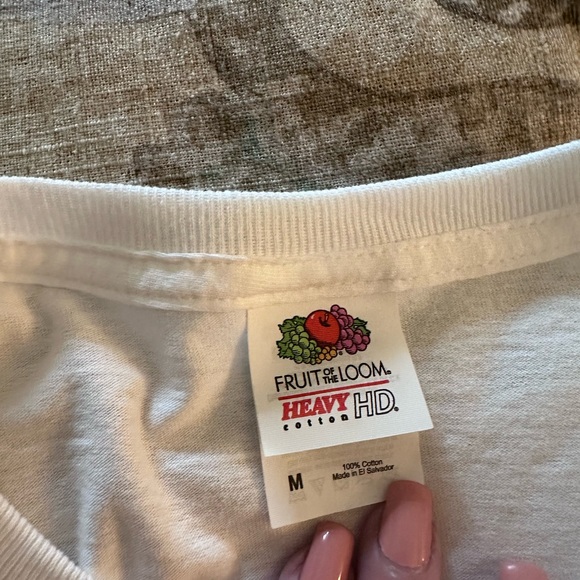 FRUIT OF THE LOOM®
HEAVY HD®
cotton
M
100% Cotton
Made in El Salvador